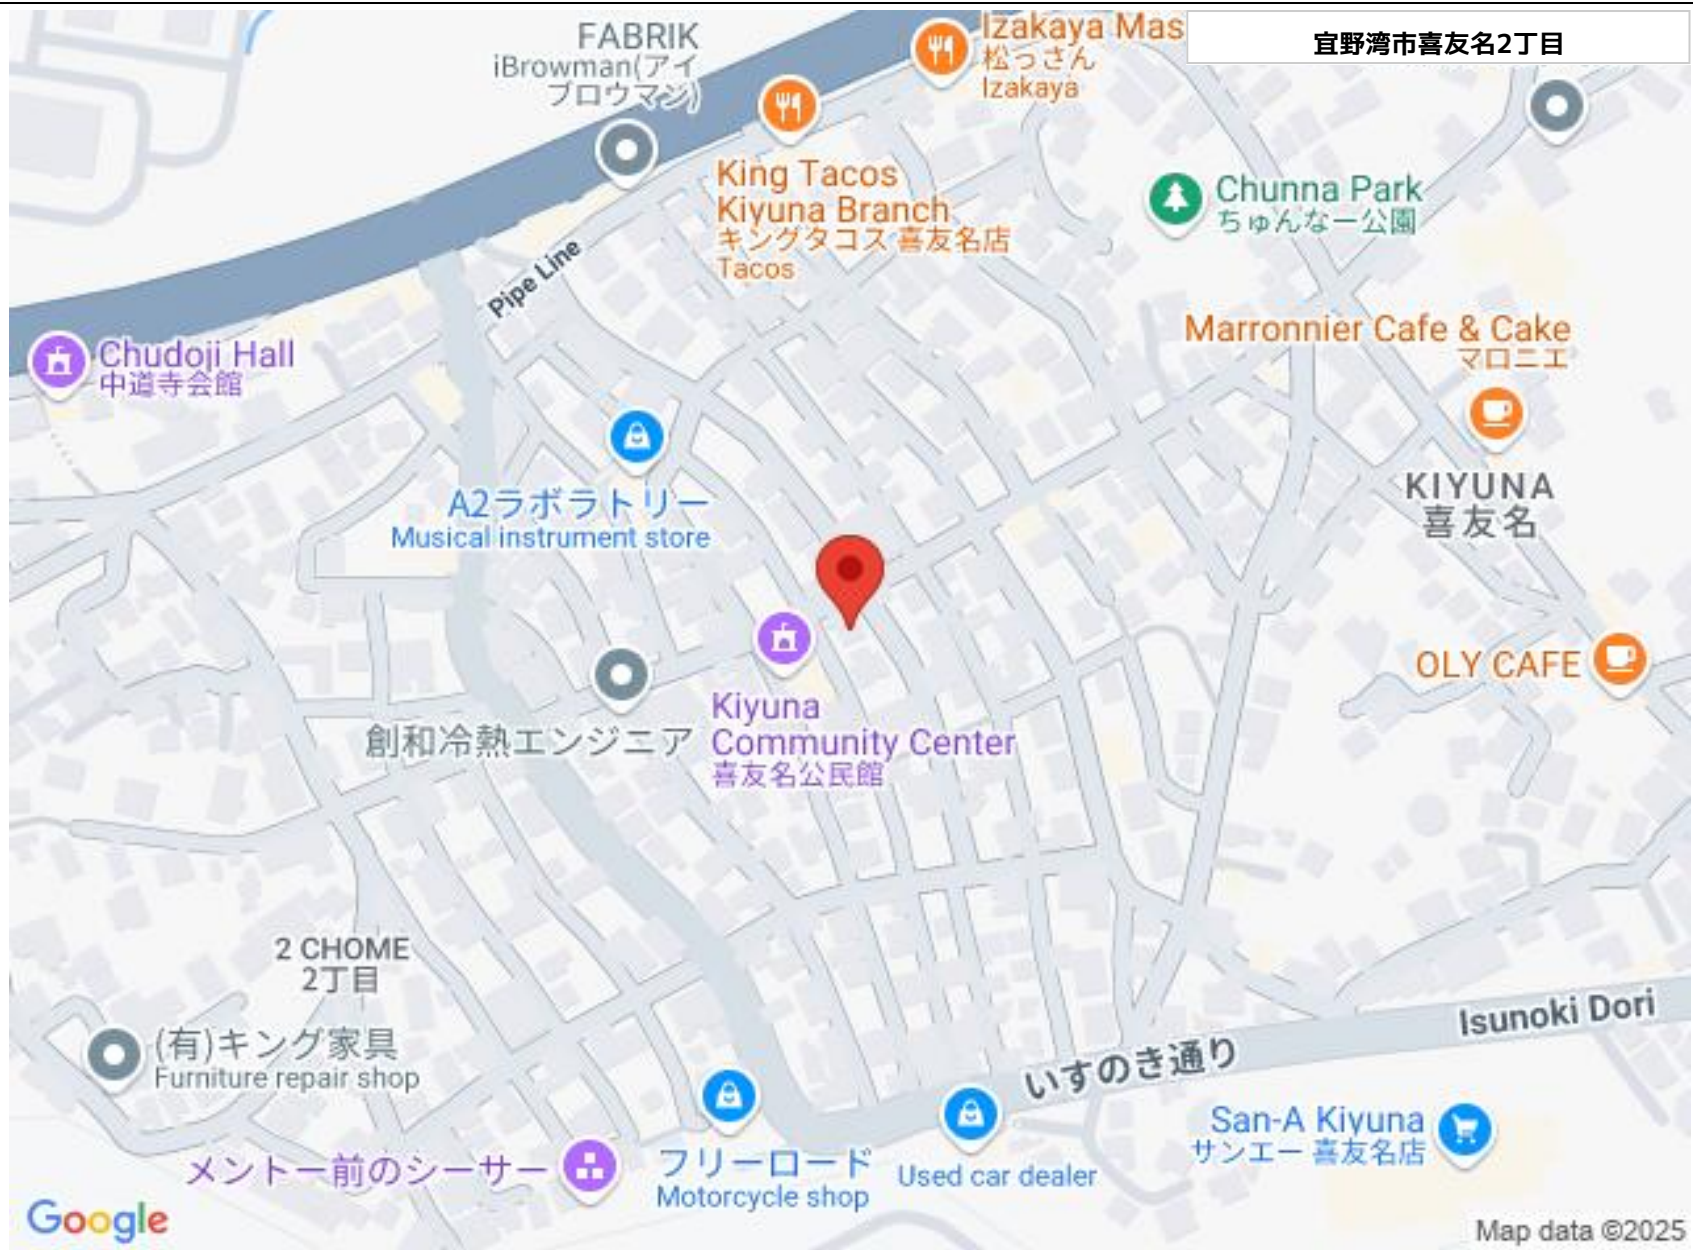 FABRIK
iBrowman(アイ
ブロウマン)
Izakaya Mas
松っさん
Izakaya
宜野湾市喜友名2丁目
King Tacos
Kiyuna Branch
キングタコス 喜友名店
Tacos
Chunna Park
ちゅんなー公園
Pipe Line
Chudoji Hall
中道寺会館
Marronnier Cafe & Cake
マロニエ
A2ラボラトリー
Musical instrument store
KIYUNA
喜友名
OLY CAFE
創和冷熱エンジニア
Kiyuna
Community Center
喜友名公民館
2 CHOME
2丁目
(有)キング家具
Furniture repair shop
Isunoki Dori
いすのき通り
San-A Kiyuna
サンエー 喜友名店
メントー前のシーサー
フリーロード
Motorcycle shop
Used car dealer
Google
Map data ©2025